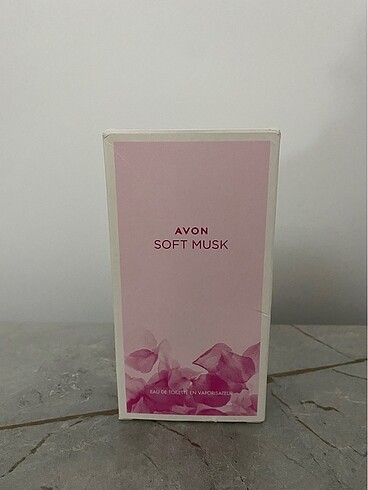 AVON
SOFT MUSK
EAU DE TOILETTE EN VAPORISATEUR